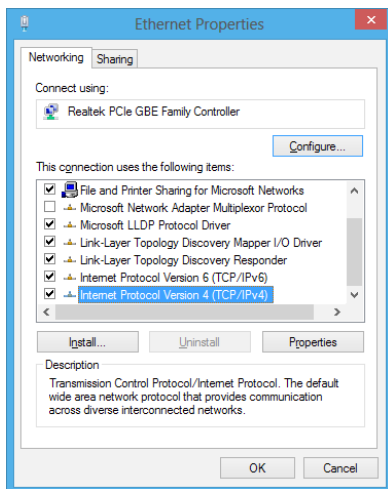 Ethernet Properties
Networking
Sharing
Connect using:
Realtek PCIe GBE Family Controller
Configure...
This connection uses the following items:
File and Printer Sharing for Microsoft Networks
Microsoft Network Adapter Multiplexor Protocol
Microsoft LLDP Protocol Driver
Link-Layer Topology Discovery Mapper I/O Driver
Link-Layer Topology Discovery Responder
Internet Protocol Version 6 (TCP/IPv6)
Internet Protocol Version 4 (TCP/IPv4)
Install...
Uninstall
Properties
Description
Transmission Control Protocol/Internet Protocol. The default
wide area network protocol that provides communication
across diverse interconnected networks.
OK
Cancel